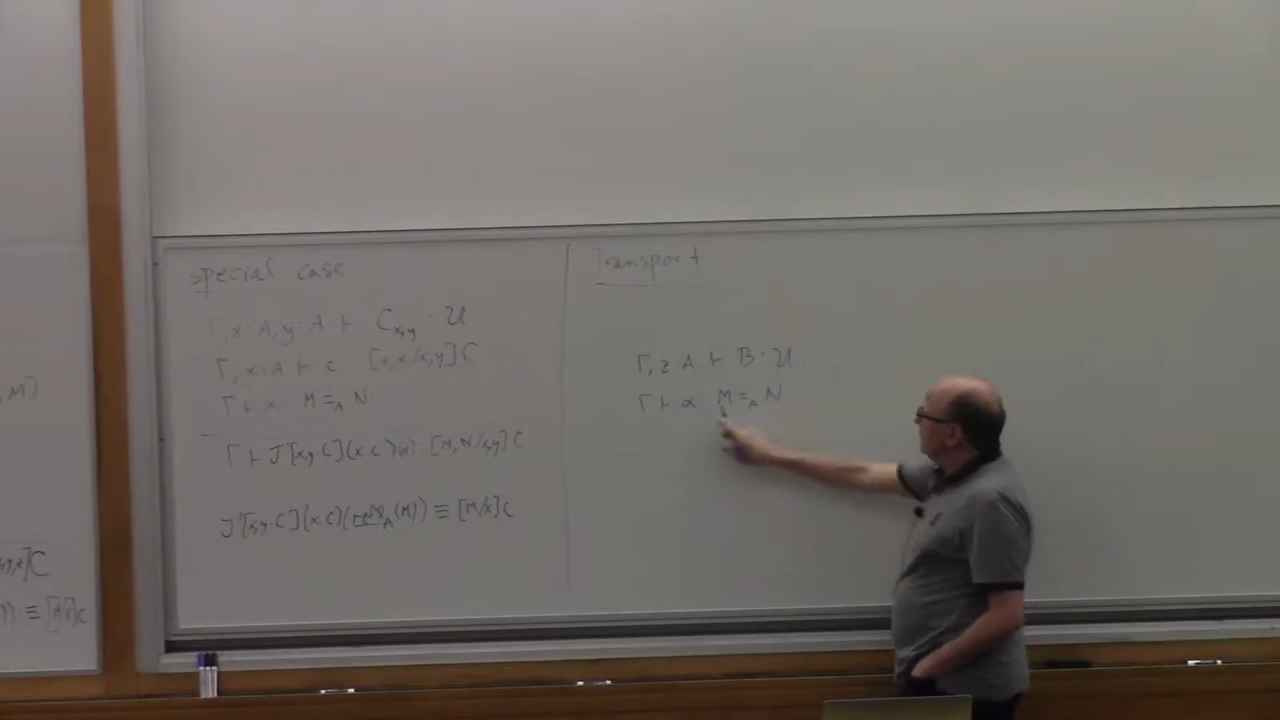 special case
Γ, x:A, y:A ⊢ C_{x,y} : 𝒰
Γ, x:A ⊢ c : [x,x/x,y]C
Γ ⊢ α : M =_A N
Γ ⊢ J'[x,y.C](x.c)(α) : [M,N/x,y]C
J'[x,y.C](x.c)(refl_A(M)) ≡ [M/x]c
Transport
Γ, z:A ⊢ B : 𝒰
Γ ⊢ α : M =_A N
,M)
x,y,z]C
)) ≡